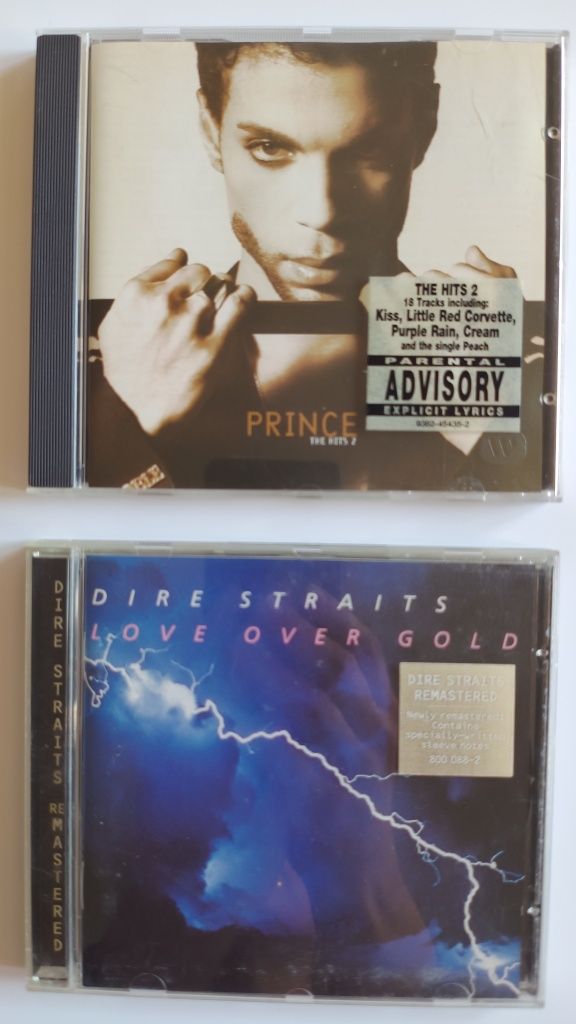 THE HITS 2
18 Tracks including:
Kiss, Little Red Corvette,
Purple Rain, Cream
and the single Peach
PARENTAL
ADVISORY
EXPLICIT LYRICS
9362-45435-2
PRINCE
THE HITS 2
DIRE STRAITS REMASTERED
DIRE STRAITS
LOVE OVER GOLD
DIRE STRAITS
REMASTERED
Newly remastered
Contains
specially-written
sleeve notes
800 088-2